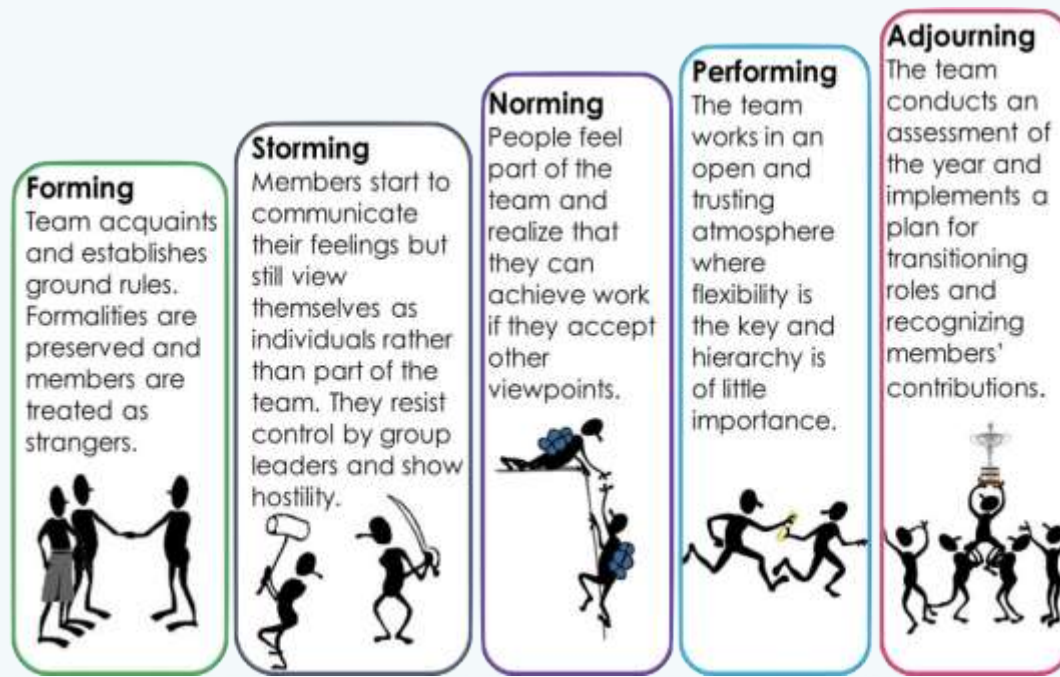 Forming
Team acquaints
and establishes
ground rules.
Formalities are
preserved and
members are
treated as
strangers.
Storming
Members start to
communicate
their feelings but
still view
themselves as
individuals rather
than part of the
team. They resist
control by group
leaders and show
hostility.
Norming
People feel
part of the
team and
realize that
they can
achieve work
if they accept
other
viewpoints.
Performing
The team
works in an
open and
trusting
atmosphere
where
flexibility is
the key and
hierarchy is
of little
importance.
Adjourning
The team
conducts an
assessment of
the year and
implements a
plan for
transitioning
roles and
recognizing
members'
contributions.